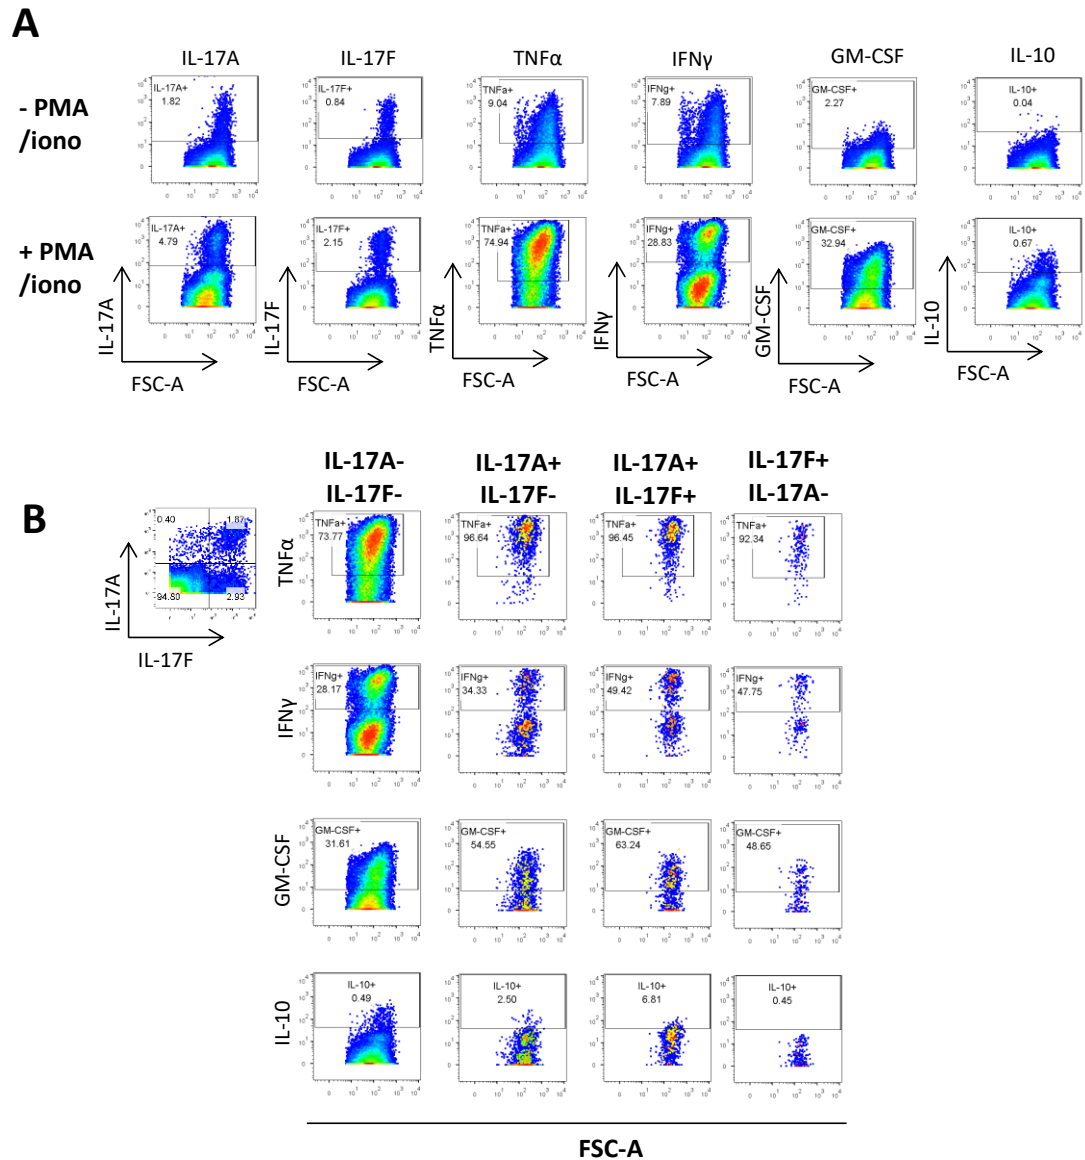 A
IL-17A IL-17F TNFα IFNγ GM-CSF IL-10
- PMA
/iono
IL-17A+ 1.82
IL-17F+ 0.84
TNFa+ 9.04
IFNg+ 7.89
GM-CSF+ 2.27
IL-10+ 0.04
+ PMA
/iono
IL-17A+ 4.79
IL-17F+ 2.15
TNFa+ 74.94
IFNg+ 28.83
GM-CSF+ 32.94
IL-10+ 0.67
IL-17A
IL-17F
TNFα
IFNγ
GM-CSF
IL-10
FSC-A FSC-A FSC-A FSC-A FSC-A FSC-A
B
IL-17A- IL-17A+ IL-17A+ IL-17F+
IL-17F- IL-17F- IL-17F+ IL-17A-
0.40 1.87
94.80 2.93
IL-17A
IL-17F
TNFα
TNFa+ 73.77
TNFa+ 96.64
TNFa+ 96.45
TNFa+ 92.34
IFNγ
IFNg+ 28.17
IFNg+ 34.33
IFNg+ 49.42
IFNg+ 47.75
GM-CSF
GM-CSF+ 31.61
GM-CSF+ 54.55
GM-CSF+ 63.24
GM-CSF+ 48.65
IL-10
IL-10+ 0.49
IL-10+ 2.50
IL-10+ 6.81
IL-10+ 0.45
FSC-A